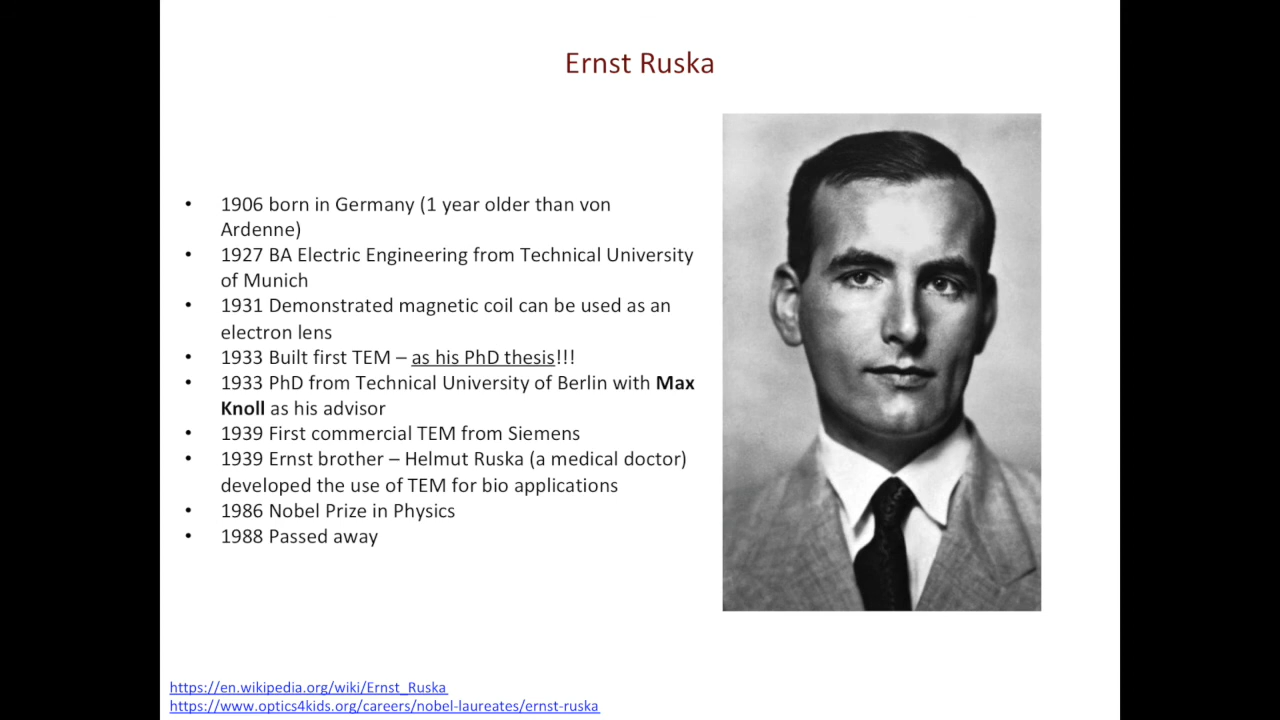 Ernst Ruska
• 1906 born in Germany (1 year older than von
Ardenne)
• 1927 BA Electric Engineering from Technical University
of Munich
• 1931 Demonstrated magnetic coil can be used as an
electron lens
• 1933 Built first TEM – as his PhD thesis!!!
• 1933 PhD from Technical University of Berlin with Max
Knoll as his advisor
• 1939 First commercial TEM from Siemens
• 1939 Ernst brother – Helmut Ruska (a medical doctor)
developed the use of TEM for bio applications
• 1986 Nobel Prize in Physics
• 1988 Passed away
https://en.wikipedia.org/wiki/Ernst_Ruska
https://www.optics4kids.org/careers/nobel-laureates/ernst-ruska